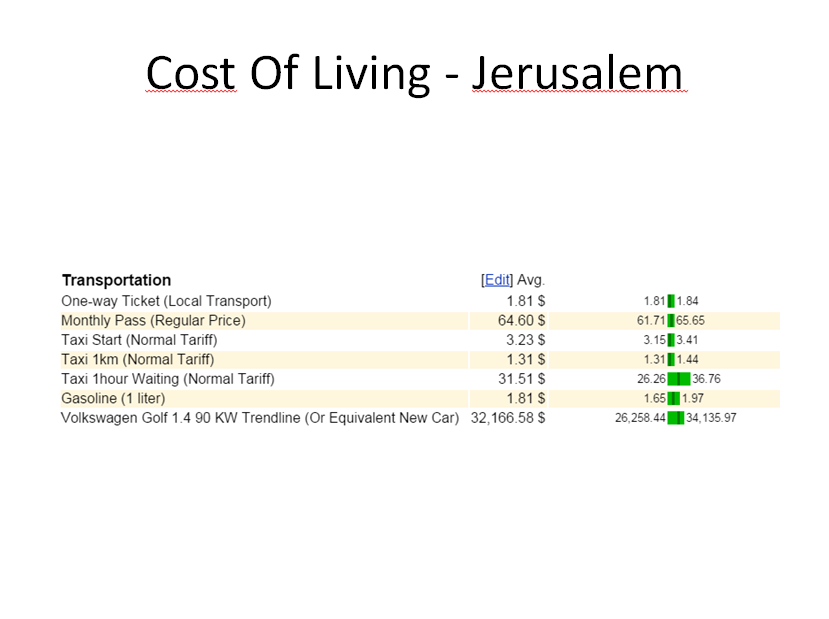 Cost Of Living - Jerusalem
Transportation [Edit] Avg.
One-way Ticket (Local Transport) 1.81 $ 1.81 1.84
Monthly Pass (Regular Price) 64.60 $ 61.71 65.65
Taxi Start (Normal Tariff) 3.23 $ 3.15 3.41
Taxi 1km (Normal Tariff) 1.31 $ 1.31 1.44
Taxi 1hour Waiting (Normal Tariff) 31.51 $ 26.26 36.76
Gasoline (1 liter) 1.81 $ 1.65 1.97
Volkswagen Golf 1.4 90 KW Trendline (Or Equivalent New Car) 32,166.58 $ 26,258.44 34,135.97